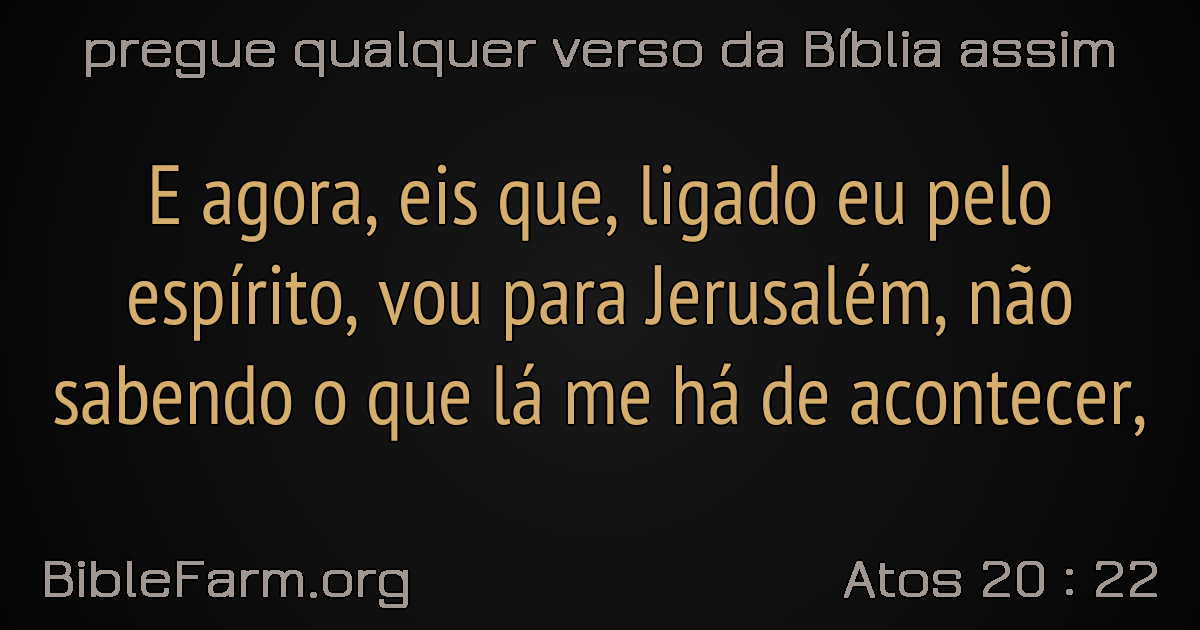 pregue qualquer verso da Bíblia assim
E agora, eis que, ligado eu pelo
espírito, vou para Jerusalém, não
sabendo o que lá me há de acontecer,
BibleFarm.org
Atos 20 : 22